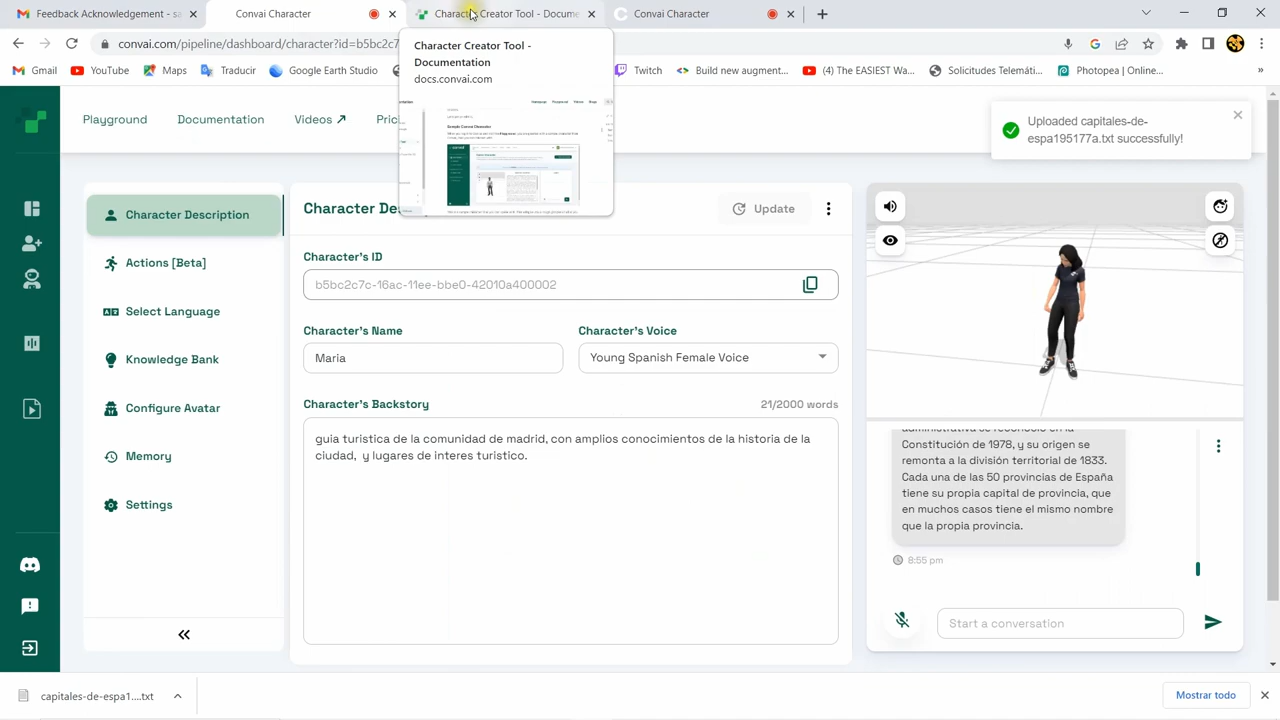 Feedback Acknowledgement - sa
Convai Character
Character Creator Tool - Docume
Convai Character
convai.com/pipeline/dashboard/character?id=b5bc2c7
Gmail
YouTube
Maps
Traducir
Google Earth Studio
Twitch
Build new augment...
(4) The EASIEST Wa...
Solicitudes Telemati...
Photopea | Online...
»
Character Creator Tool -
Documentation
docs.convai.com
Playground
Documentation
Videos
Pric
Uploaded capitales-de-
espa195177a.txt successfully!
Character Description
Actions [Beta]
Select Language
Knowledge Bank
Configure Avatar
Memory
Settings
Character De
Update
Character's ID
16ac-11ee-bbe0-42010a400002
Character's Name
Character's Voice
Maria
Young Spanish Female Voice
Character's Backstory
21/2000 words
guia turistica de la comunidad de madrid, con amplios conocimientos de la historia de la
ciudad, y lugares de interes turistico.
Constitución de 1978, y su origen se
remonta a la división territorial de 1833.
Cada una de las 50 provincias de España
tiene su propia capital de provincia, que
en muchos casos tiene el mismo nombre
que la propia provincia.
8:55 pm
Start a conversation
capitales-de-espa1....txt
Mostrar todo